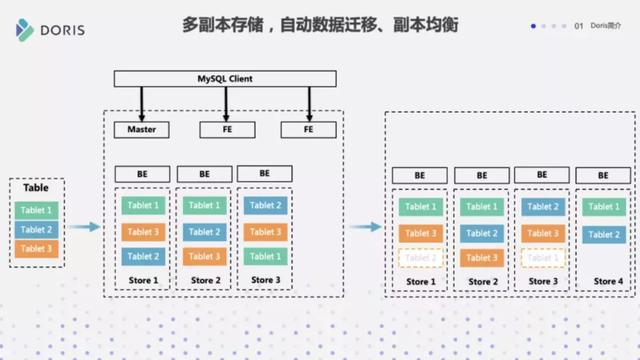 DORIS
多副本存储，自动数据迁移、副本均衡
01 Doris简介
MySQL Client
Master
FE
FE
BE
BE
BE
BE
BE
BE
BE
Table
Tablet 1
Tablet 2
Tablet 3
Tablet 1
Tablet 3
Tablet 2
Store 1
Tablet 1
Tablet 2
Tablet 3
Store 2
Tablet 2
Tablet 3
Tablet 1
Store 3
Tablet 1
Tablet 3
Tablet 2
Store 1
Tablet 1
Tablet 2
Tablet 3
Store 2
Tablet 2
Tablet 3
Tablet 1
Store 3
Tablet 1
Tablet 2
Store 4